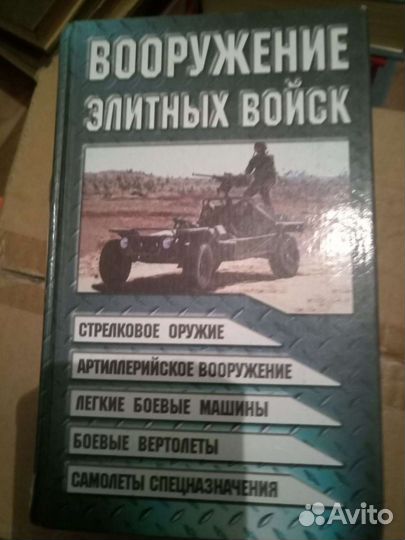 ВООРУЖЕНИЕ
ЭЛИТНЫХ ВОЙСК
СТРЕЛКОВОЕ ОРУЖИЕ
АРТИЛЛЕРИЙСКОЕ ВООРУЖЕНИЕ
ЛЕГКИЕ БОЕВЫЕ МАШИНЫ
БОЕВЫЕ ВЕРТОЛЕТЫ
САМОЛЕТЫ СПЕЦНАЗНАЧЕНИЯ
Avito